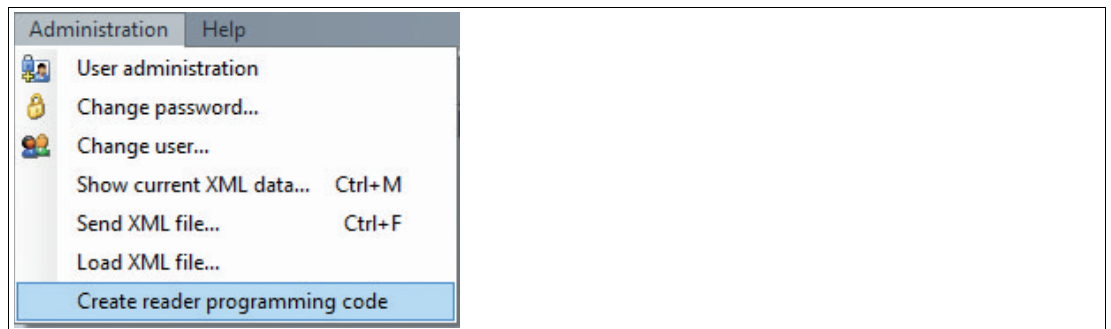 Administration Help
User administration
Change password...
Change user...
Show current XML data... Ctrl+M
Send XML file... Ctrl+F
Load XML file...
Create reader programming code